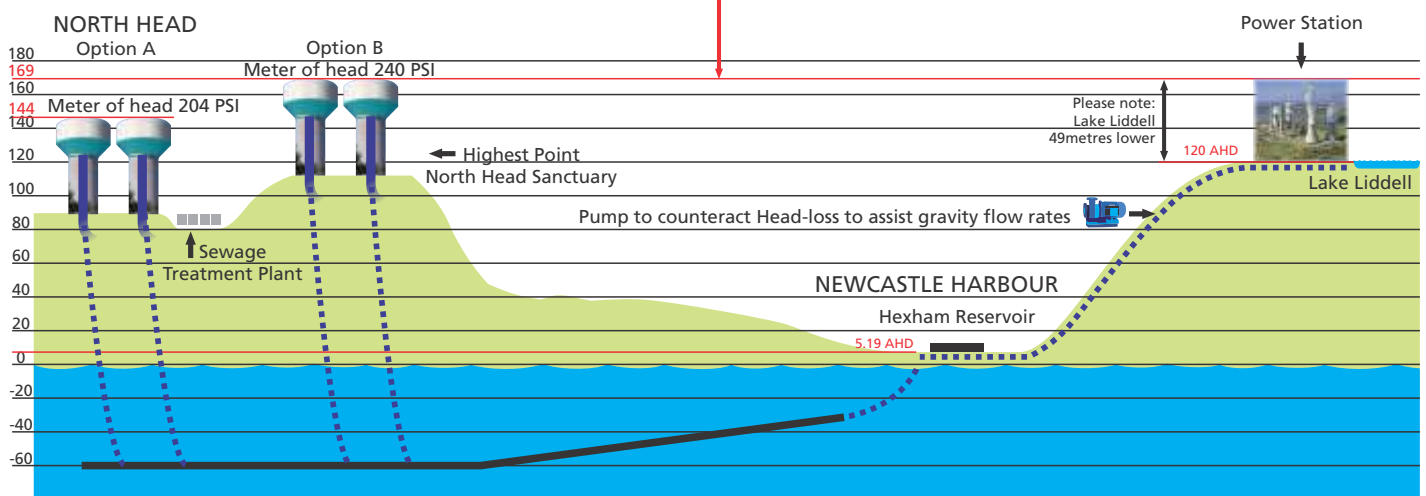 NORTH HEAD
Option A
Option B
Power Station
180
169
Meter of head 240 PSI
160
144
Meter of head 204 PSI
140
Please note:
Lake Liddell
49metres lower
120
120 AHD
Highest Point
North Head Sanctuary
Lake Liddell
100
Pump to counteract Head-loss to assist gravity flow rates
80
Sewage
Treatment Plant
60
NEWCASTLE HARBOUR
40
Hexham Reservoir
20
5.19 AHD
0
-20
-40
-60